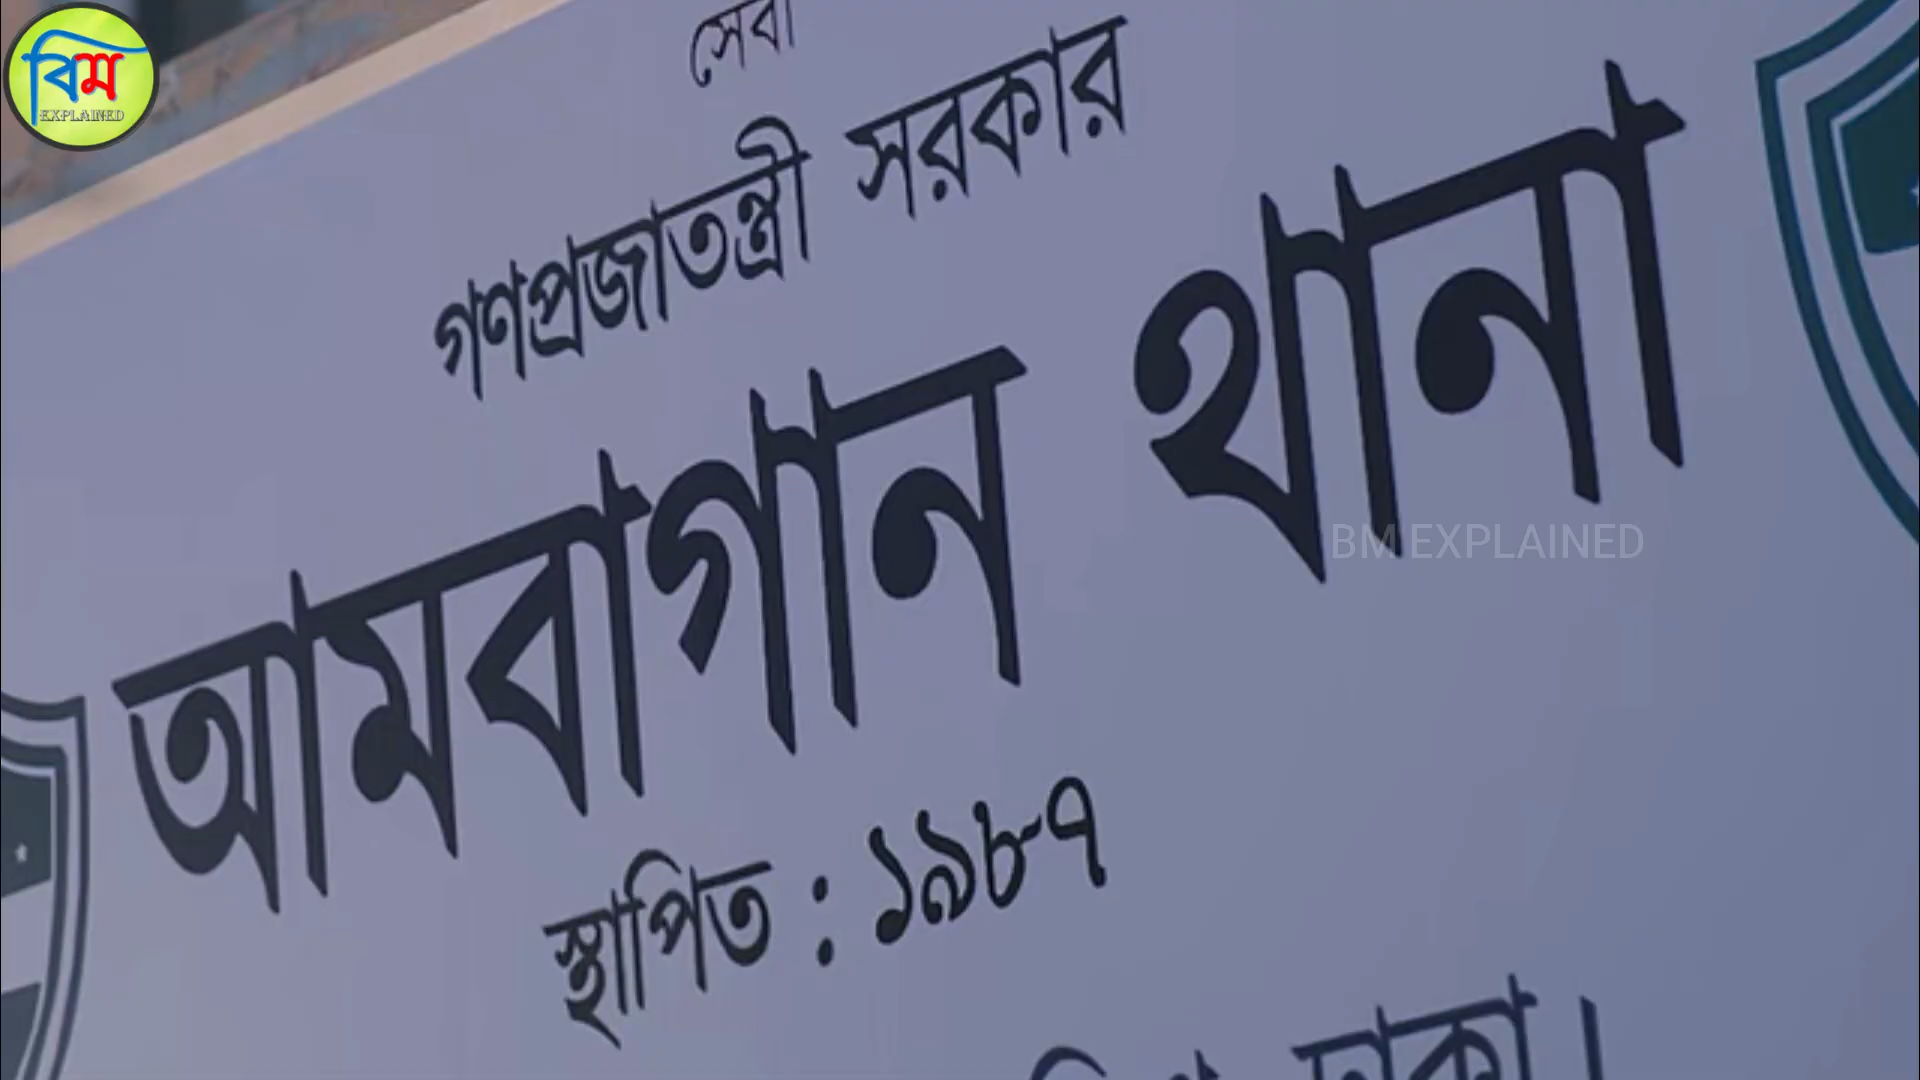 বিম
EXPLAINED
সেবা
গণপ্রজাতন্ত্রী সরকার
আমবাগান থানা
BM EXPLAINED
স্থাপিত : ১৯৮৭
ঢাকা।